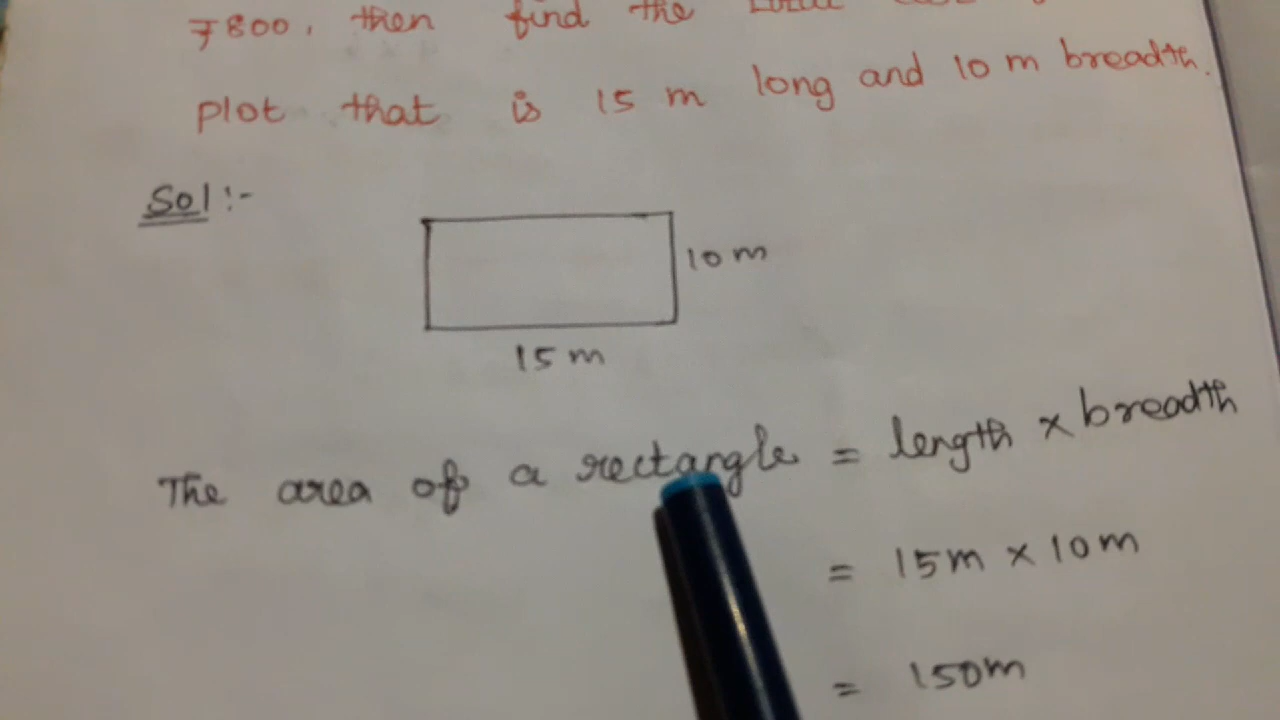 ₹800, then find the
plot that is 15 m long and 10 m breadth.
Sol :-
10 m
15 m
The area of a rectangle = length × breadth
= 15m × 10m
= 150m